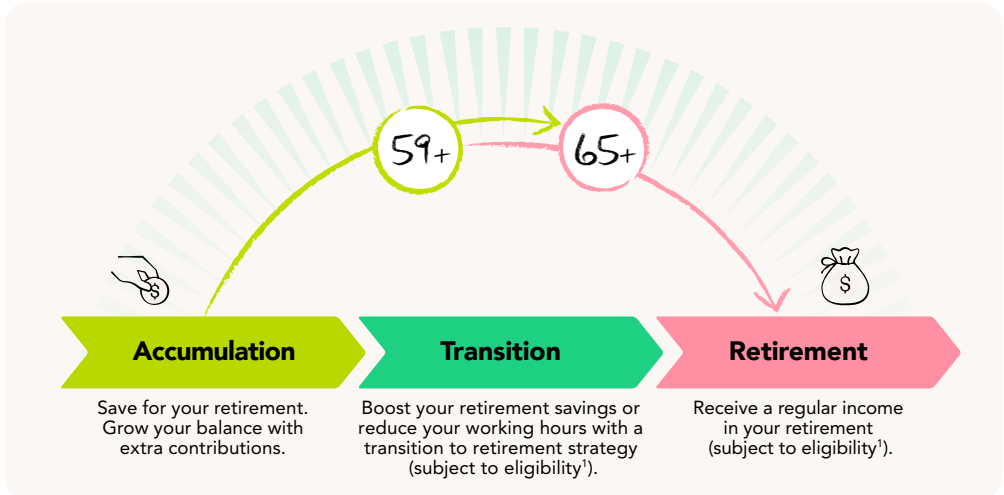 59+
65+
$
$
Accumulation
Transition
Retirement
Save for your retirement.
Grow your balance with
extra contributions.
Boost your retirement savings or
reduce your working hours with a
transition to retirement strategy
(subject to eligibility¹).
Receive a regular income
in your retirement
(subject to eligibility¹).